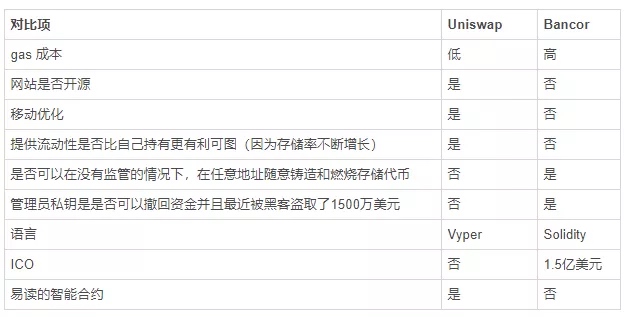 对比项 Uniswap Bancor
gas 成本 低 高
网站是否开源 是 否
移动优化 是 否
提供流动性是否比自己持有更有利可图（因为存储率不断增长） 是 否
是否可以在没有监管的情况下，在任意地址随意铸造和燃烧存储代币 否 是
管理员私钥是是否可以撤回资金并且最近被黑客盗取了1500万美元 否 是
语言 Vyper Solidity
ICO 否 1.5亿美元
易读的智能合约 是 否